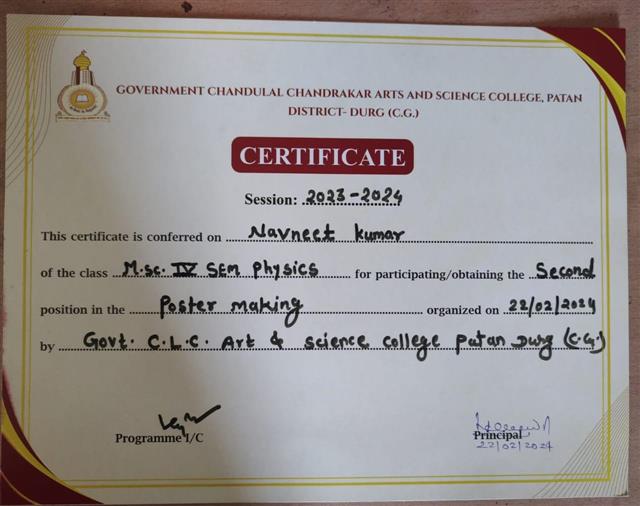 GOVERNMENT CHANDULAL CHANDRAKAR ARTS AND SCIENCE COLLEGE, PATAN
DISTRICT- DURG (C.G.)
CERTIFICATE
Session: 2023-2024
This certificate is conferred on Navneet Kumar
of the class M.Sc. IV SEM Physics for participating/obtaining the Second
position in the Poster making organized on 22/02/2024
by Govt. C.L.C. Art & science college Patan Durg (C.G.)
Programme I/C
Principal
22/02/2024